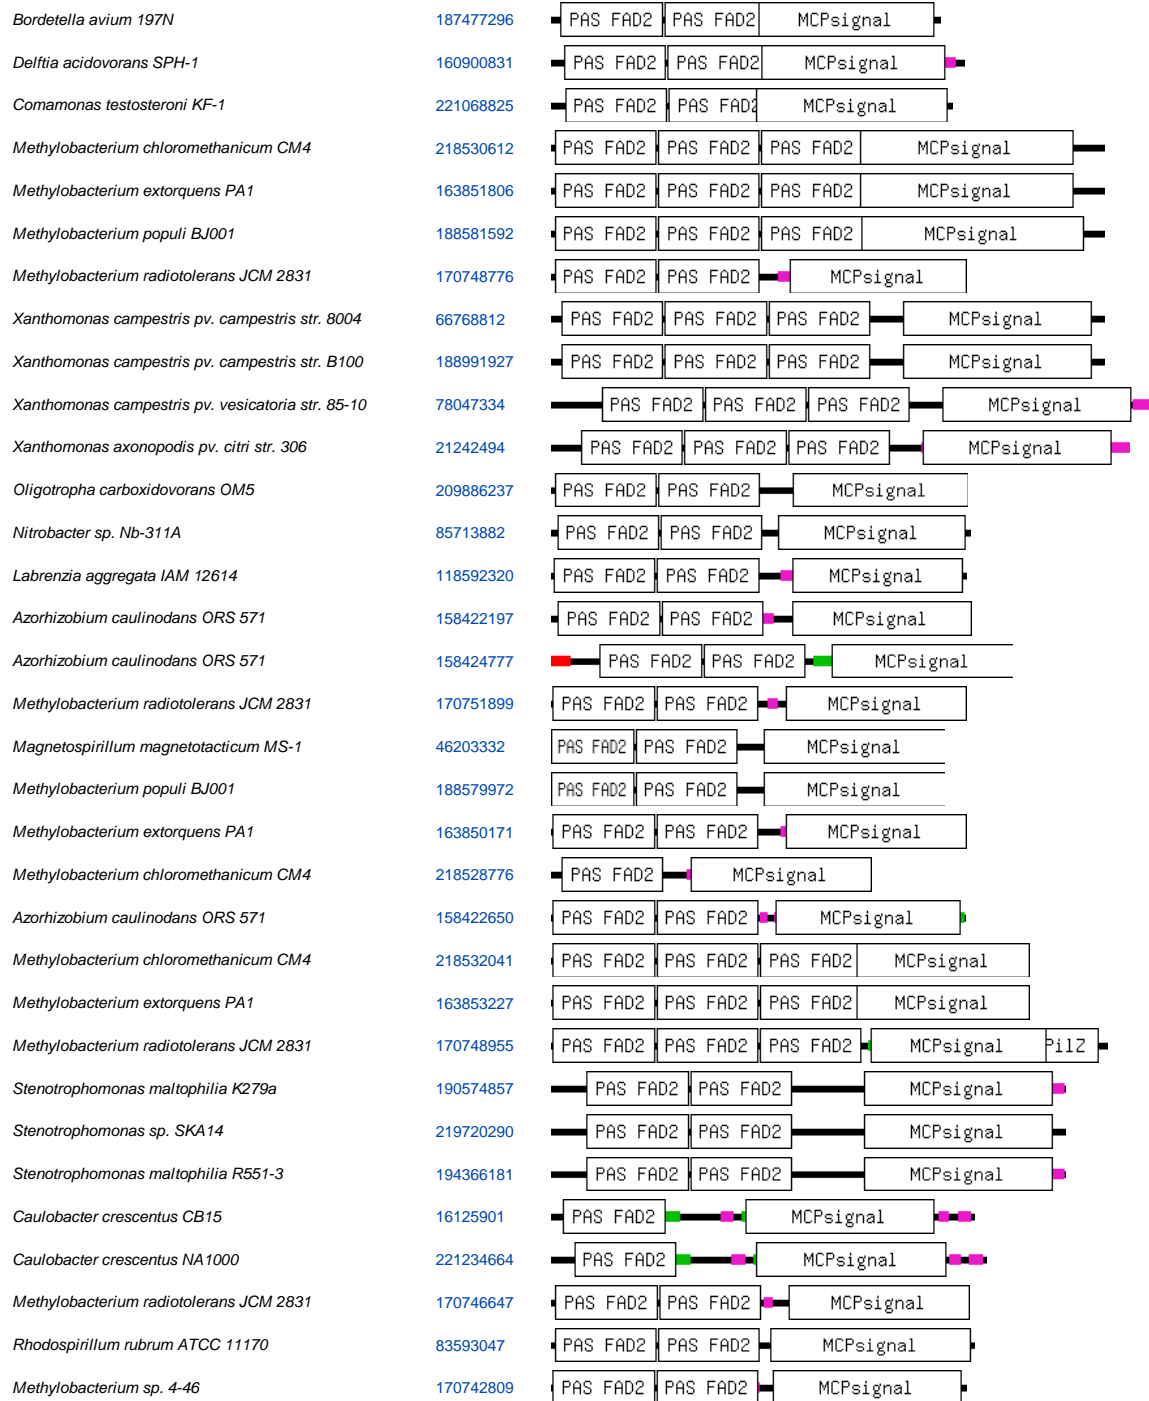 Bordetella avium 197N 187477296 PAS FAD2 PAS FAD2 MCPsignal
Delftia acidovorans SPH-1 160900831 PAS FAD2 PAS FAD2 MCPsignal
Comamonas testosteroni KF-1 221068825 PAS FAD2 PAS FAD2 MCPsignal
Methylobacterium chloromethanicum CM4 218530612 PAS FAD2 PAS FAD2 PAS FAD2 MCPsignal
Methylobacterium extorquens PA1 163851806 PAS FAD2 PAS FAD2 PAS FAD2 MCPsignal
Methylobacterium populi BJ001 188581592 PAS FAD2 PAS FAD2 PAS FAD2 MCPsignal
Methylobacterium radiotolerans JCM 2831 170748776 PAS FAD2 PAS FAD2 MCPsignal
Xanthomonas campestris pv. campestris str. 8004 66768812 PAS FAD2 PAS FAD2 PAS FAD2 MCPsignal
Xanthomonas campestris pv. campestris str. B100 188991927 PAS FAD2 PAS FAD2 PAS FAD2 MCPsignal
Xanthomonas campestris pv. vesicatoria str. 85-10 78047334 PAS FAD2 PAS FAD2 PAS FAD2 MCPsignal
Xanthomonas axonopodis pv. citri str. 306 21242494 PAS FAD2 PAS FAD2 PAS FAD2 MCPsignal
Oligotropha carboxidovorans OM5 209886237 PAS FAD2 PAS FAD2 MCPsignal
Nitrobacter sp. Nb-311A 85713882 PAS FAD2 PAS FAD2 MCPsignal
Labrenzia aggregata IAM 12614 118592320 PAS FAD2 PAS FAD2 MCPsignal
Azorhizobium caulinodans ORS 571 158422197 PAS FAD2 PAS FAD2 MCPsignal
Azorhizobium caulinodans ORS 571 158424777 PAS FAD2 PAS FAD2 MCPsignal
Methylobacterium radiotolerans JCM 2831 170751899 PAS FAD2 PAS FAD2 MCPsignal
Magnetospirillum magnetotacticum MS-1 46203332 PAS FAD2 PAS FAD2 MCPsignal
Methylobacterium populi BJ001 188579972 PAS FAD2 PAS FAD2 MCPsignal
Methylobacterium extorquens PA1 163850171 PAS FAD2 PAS FAD2 MCPsignal
Methylobacterium chloromethanicum CM4 218528776 PAS FAD2 MCPsignal
Azorhizobium caulinodans ORS 571 158422650 PAS FAD2 PAS FAD2 MCPsignal
Methylobacterium chloromethanicum CM4 218532041 PAS FAD2 PAS FAD2 PAS FAD2 MCPsignal
Methylobacterium extorquens PA1 163853227 PAS FAD2 PAS FAD2 PAS FAD2 MCPsignal
Methylobacterium radiotolerans JCM 2831 170748955 PAS FAD2 PAS FAD2 PAS FAD2 MCPsignal PilZ
Stenotrophomonas maltophilia K279a 190574857 PAS FAD2 PAS FAD2 MCPsignal
Stenotrophomonas sp. SKA14 219720290 PAS FAD2 PAS FAD2 MCPsignal
Stenotrophomonas maltophilia R551-3 194366181 PAS FAD2 PAS FAD2 MCPsignal
Caulobacter crescentus CB15 16125901 PAS FAD2 MCPsignal
Caulobacter crescentus NA1000 221234664 PAS FAD2 MCPsignal
Methylobacterium radiotolerans JCM 2831 170746647 PAS FAD2 PAS FAD2 MCPsignal
Rhodospirillum rubrum ATCC 11170 83593047 PAS FAD2 PAS FAD2 MCPsignal
Methylobacterium sp. 4-46 170742809 PAS FAD2 PAS FAD2 MCPsignal